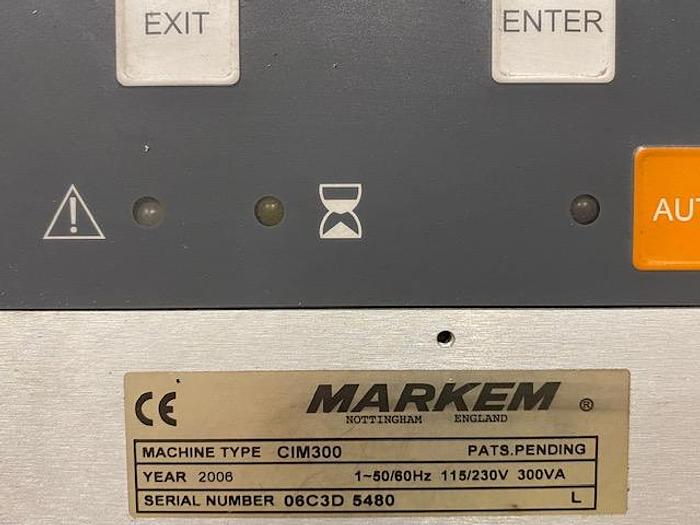 EXIT ENTER
AUT
CE MARKEM ®
NOTTINGHAM ENGLAND
MACHINE TYPE CIM300 PATS.PENDING
YEAR 2006 1~50/60Hz 115/230V 300VA
SERIAL NUMBER 06C3D 5480 L